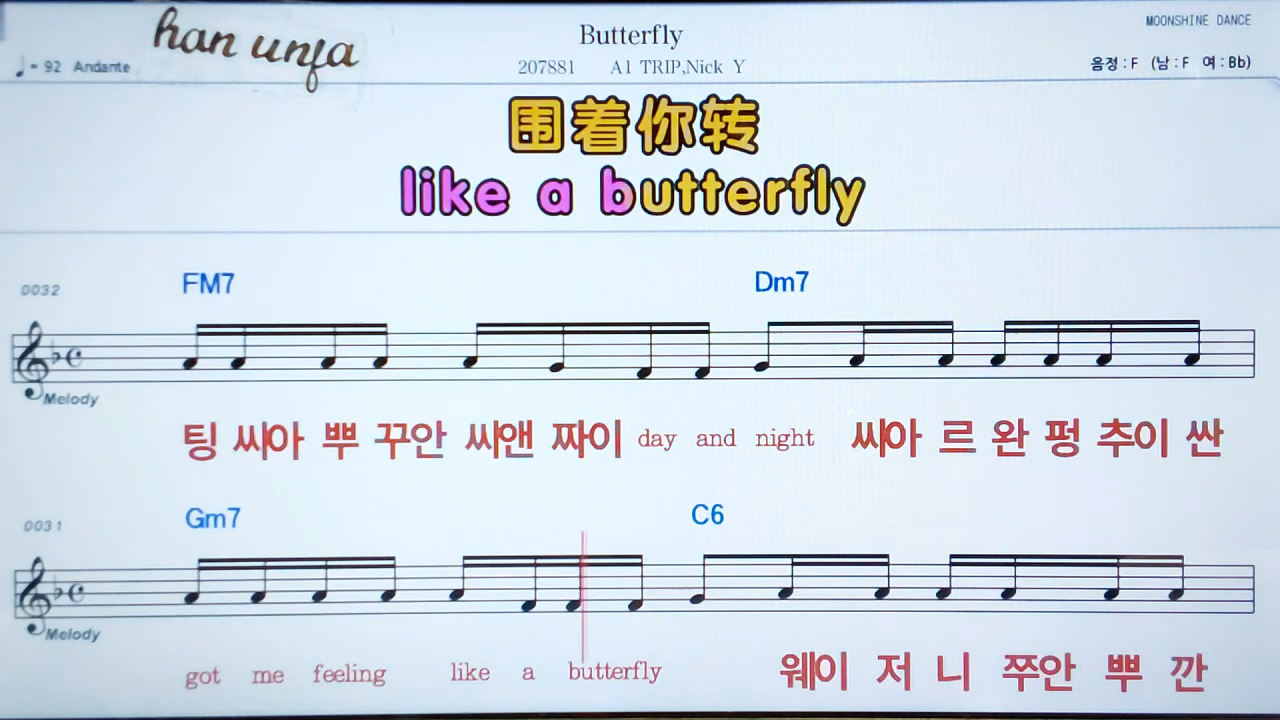 han unfa
Butterfly
MOONSHINE DANCE
♩= 92 Andante
207881 A1 TRIP,Nick Y
음정 : F (남 : F 여 : Bb)
围着你转
like a butterfly
FM7 Dm7
0032
Melody
팅 씨아 뿌 꾸안 씨앤 짜이 day and night 씨아 르 완 펑 추이 싼
Gm7 C6
0031
Melody
got me feeling like a butterfly 웨이 저 니 쭈안 뿌 깐